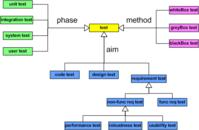 unit test
integration test
system test
user test
phase
test
method
whiteBox test
greyBox test
blackBox test
aim
code test
design test
requirement test
non-func req test
func req test
performance test
robustness test
usability test